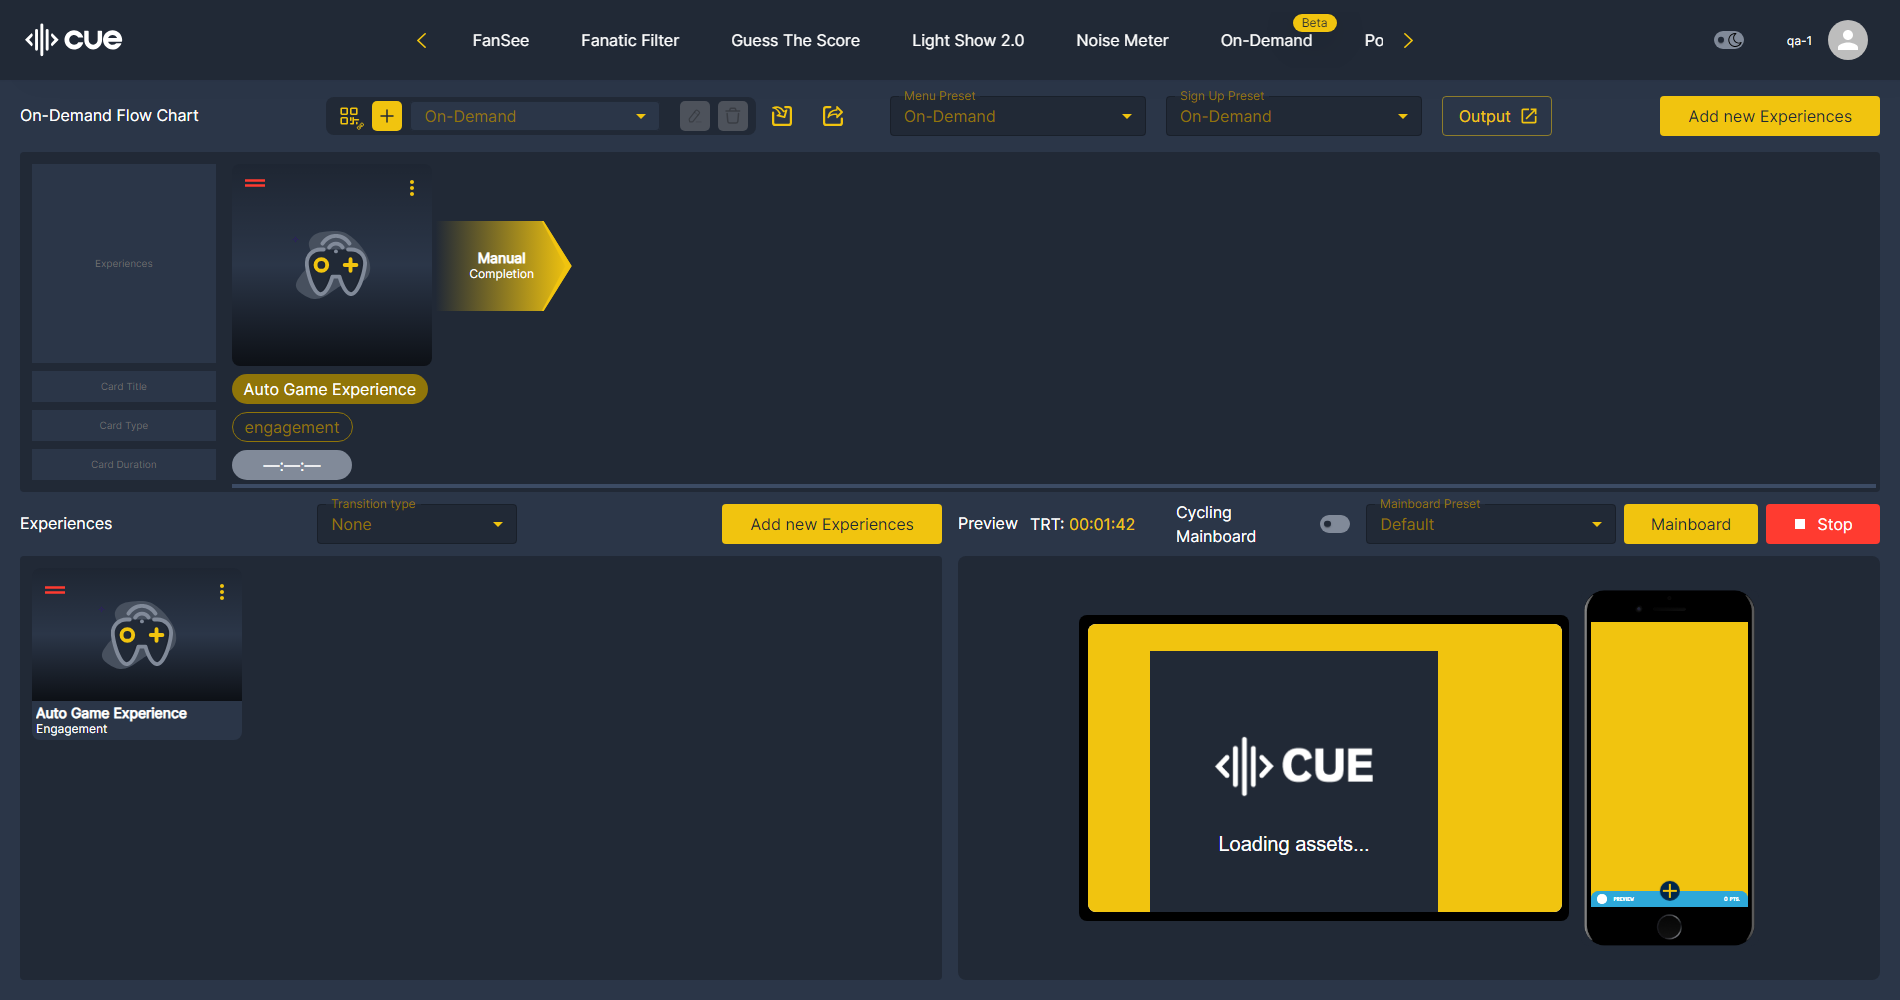 CUE
FanSee
Fanatic Filter
Guess The Score
Light Show 2.0
Noise Meter
Beta
On-Demand
Po
qa-1
On-Demand Flow Chart
On-Demand
Menu Preset
On-Demand
Sign Up Preset
On-Demand
Output
Add new Experiences
Experiences
Manual
Completion
Card Title
Auto Game Experience
Card Type
engagement
Card Duration
—:—:—
Experiences
Transition type
None
Add new Experiences
Preview
TRT: 00:01:42
Cycling
Mainboard
Mainboard Preset
Default
Mainboard
Stop
Auto Game Experience
Engagement
CUE
Loading assets...
PREVIEW
0 PTS.